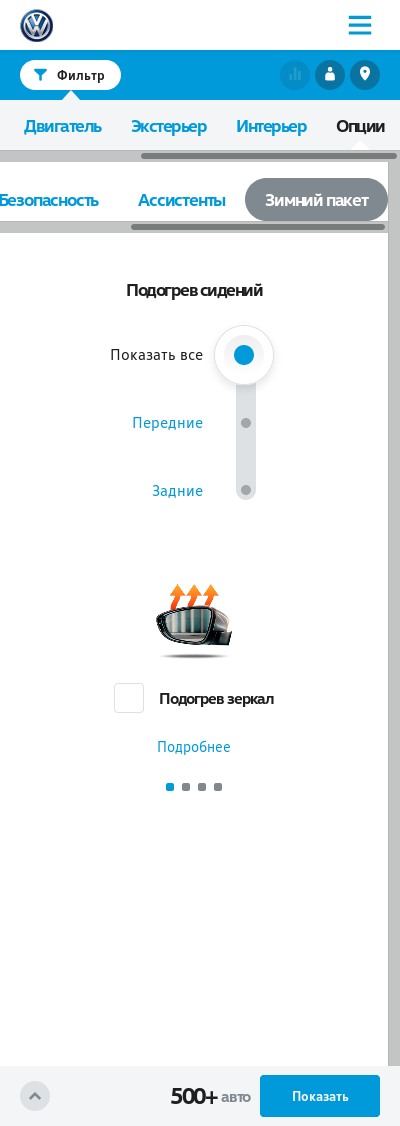 Фильтр
Двигатель Экстерьер Интерьер Опции
Безопасность Ассистенты Зимний пакет
Подогрев сидений
Показать все
Передние
Задние
Подогрев зеркал
Подробнее
500+ авто Показать